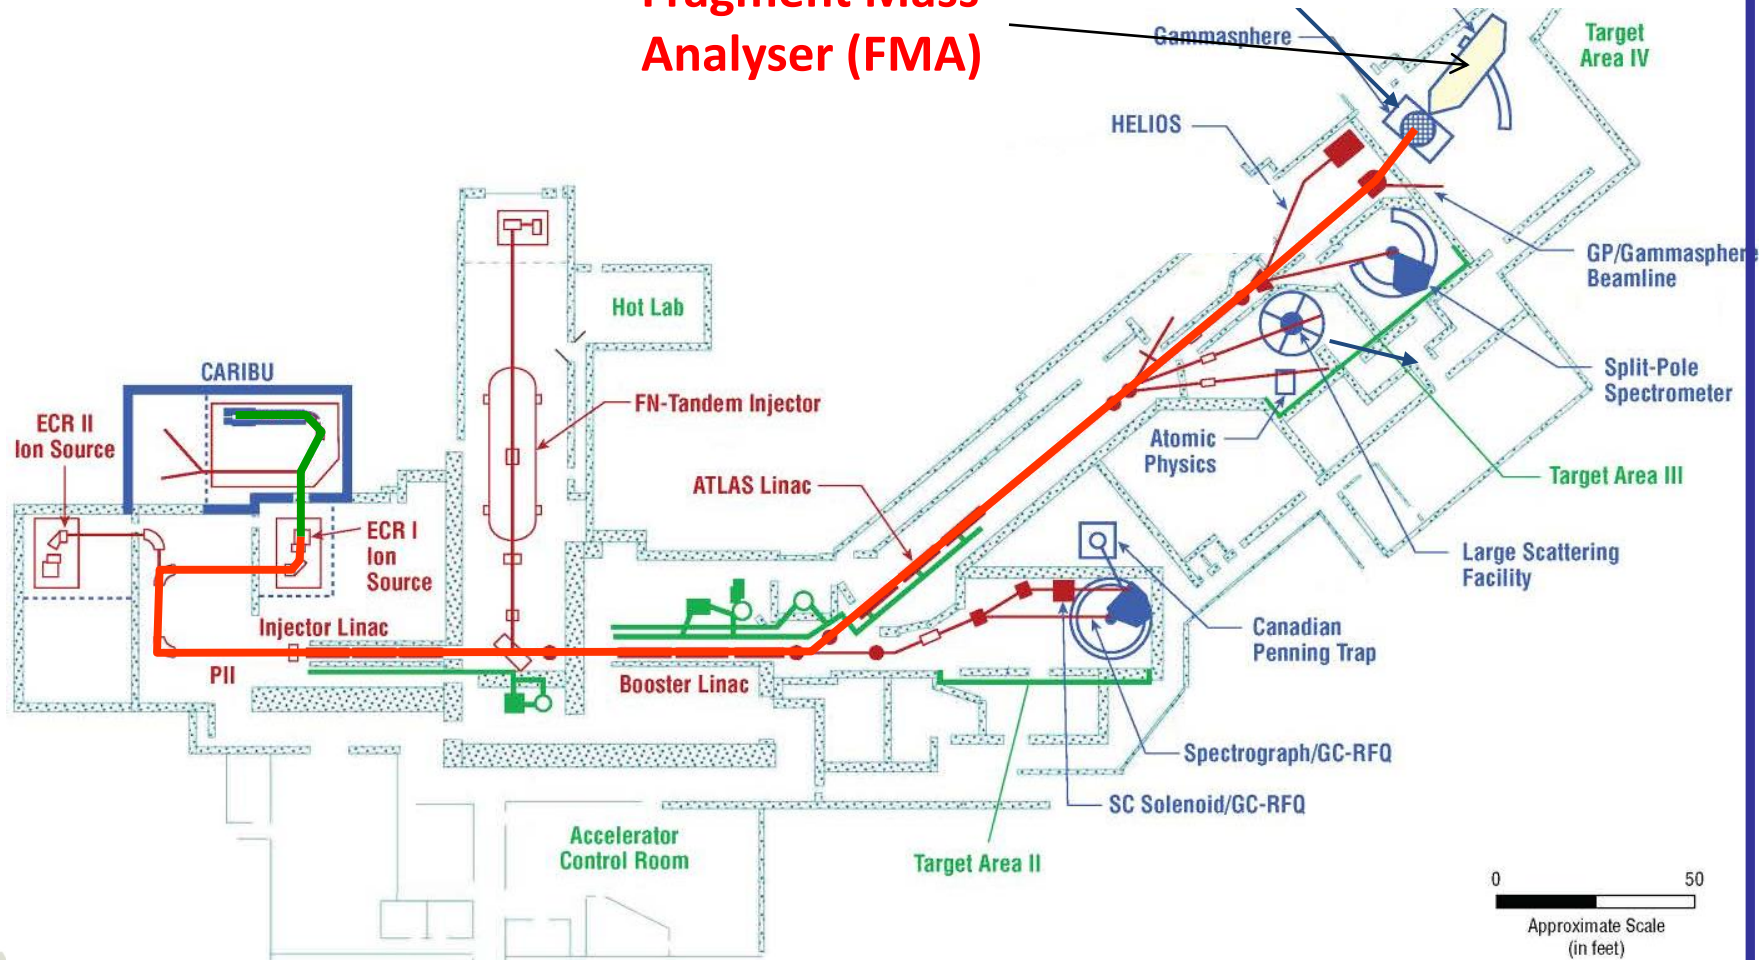 Fragment Mass
Analyser (FMA)
Gammasphere
Target
Area IV
HELIOS
GP/Gammasphere
Beamline
Hot Lab
CARIBU
Split-Pole
Spectrometer
ECR II
Ion Source
FN-Tandem Injector
Atomic
Physics
ATLAS Linac
Target Area III
ECR I
Ion
Source
Large Scattering
Facility
Injector Linac
Canadian
Penning Trap
PII
Booster Linac
Spectrograph/GC-RFQ
SC Solenoid/GC-RFQ
Accelerator
Control Room
Target Area II
0 50
Approximate Scale
(in feet)